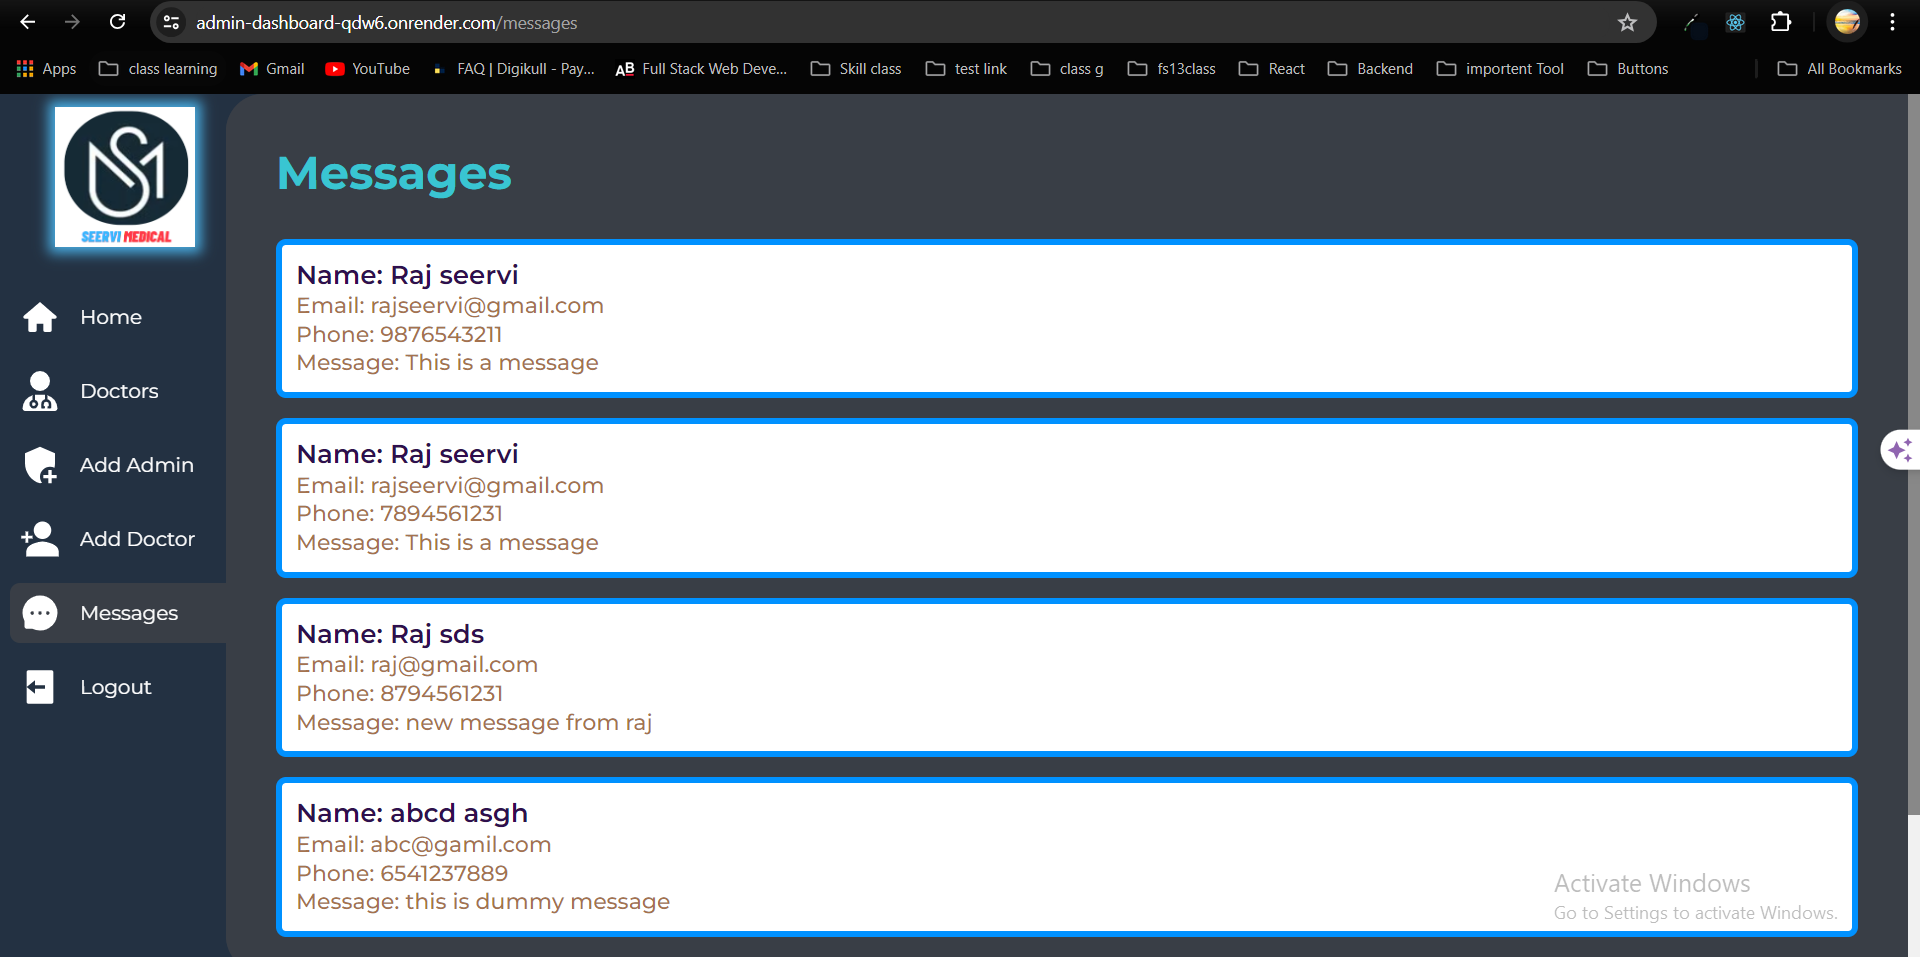 admin-dashboard-qdw6.onrender.com/messages
Apps class learning Gmail YouTube FAQ | Digikull - Pay... AB Full Stack Web Deve... Skill class test link class g fs13class React Backend importent Tool Buttons All Bookmarks
SM
SEERVI MEDICAL
Home
Doctors
Add Admin
Add Doctor
Messages
Logout
Messages
Name: Raj seervi
Email: rajseervi@gmail.com
Phone: 9876543211
Message: This is a message
Name: Raj seervi
Email: rajseervi@gmail.com
Phone: 7894561231
Message: This is a message
Name: Raj sds
Email: raj@gmail.com
Phone: 8794561231
Message: new message from raj
Name: abcd asgh
Email: abc@gamil.com
Phone: 6541237889
Message: this is dummy message
Activate Windows
Go to Settings to activate Windows.